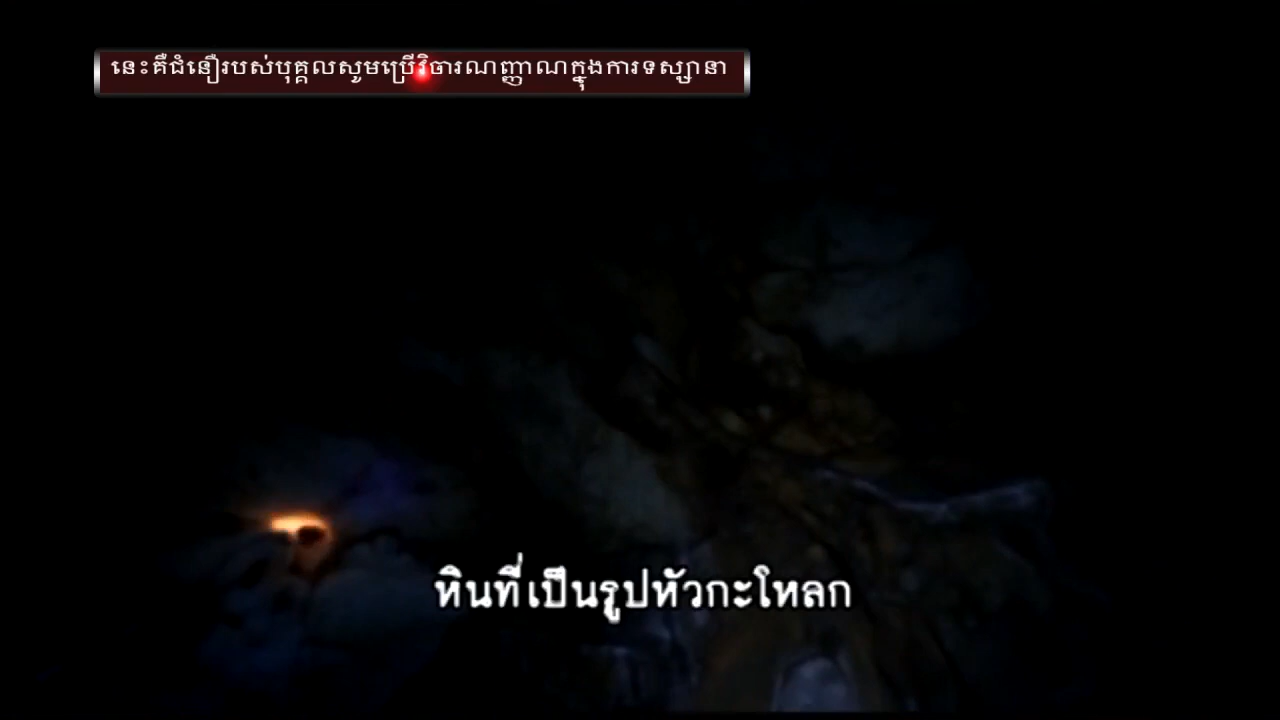 នេះគឺជំនឿរបស់បុគ្គលសូមប្រើវិចារណញ្ញាណក្នុងការទស្សានា
หินที่เป็นรูปหัวกะโหลก